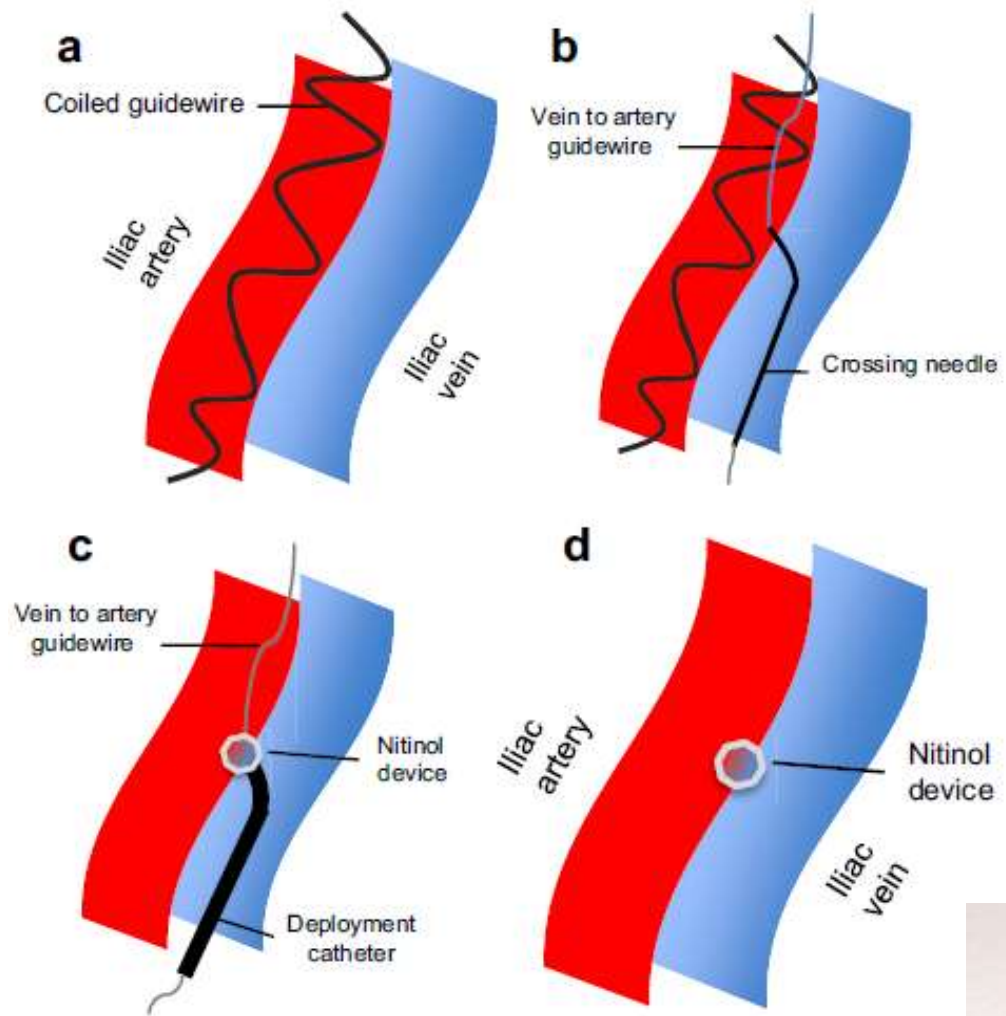 a
Coiled guidewire
Iliac
artery
Iliac
vein
b
Vein to artery
guidewire
Crossing needle
c
Vein to artery
guidewire
Nitinol
device
Deployment
catheter
d
Iliac
artery
Nitinol
device
Iliac
vein